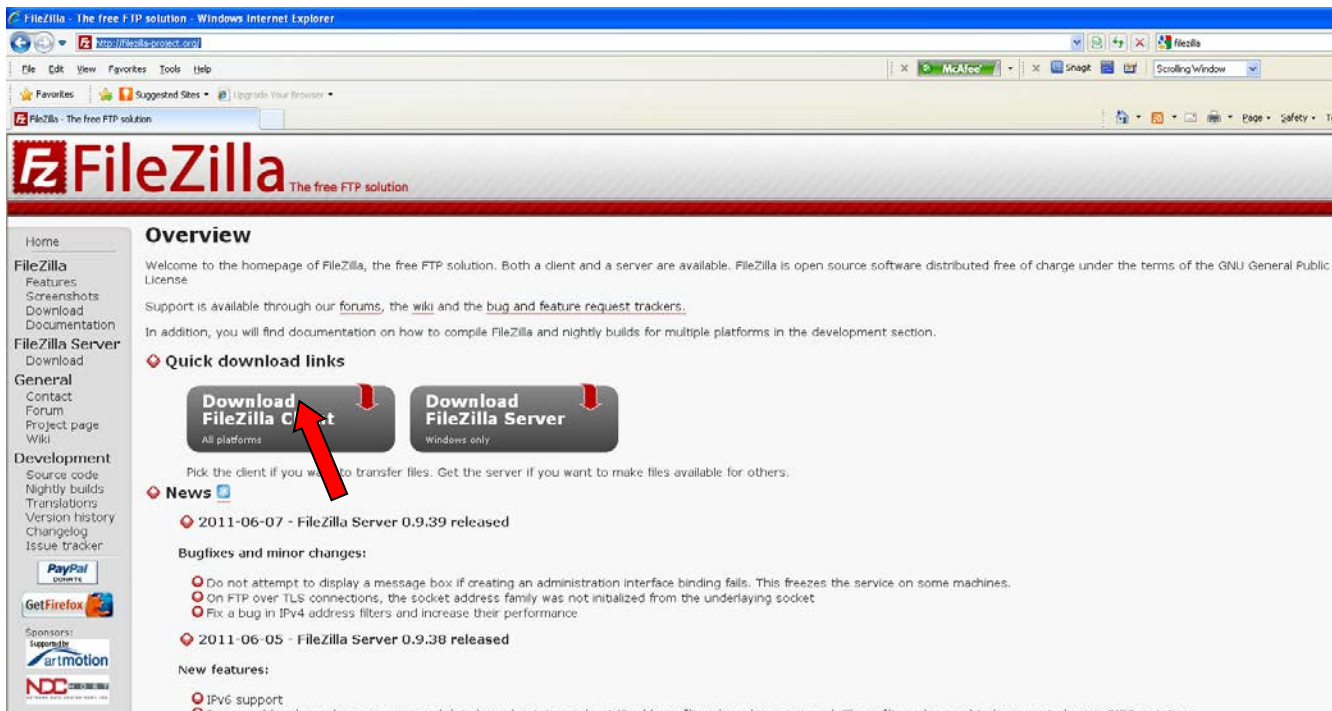 FileZilla - The free FTP solution - Windows Internet Explorer
http://filezilla-project.org/
filezilla
File Edit View Favorites Tools Help
McAfee
SnagIt
Scrolling Window
Favorites
Suggested Sites
Upgrade Your Browser
FileZilla - The free FTP solution
Page
Safety
FileZilla
The free FTP solution
Home
FileZilla
Features
Screenshots
Download
Documentation
FileZilla Server
Download
General
Contact
Forum
Project page
Wiki
Development
Source code
Nightly builds
Translations
Version history
Changelog
Issue tracker
PayPal
DONATE
GetFirefox
Sponsors:
Supported by
artmotion
NDC HOST
Overview
Welcome to the homepage of FileZilla, the free FTP solution. Both a client and a server are available. FileZilla is open source software distributed free of charge under the terms of the GNU General Public
License
Support is available through our forums, the wiki and the bug and feature request trackers.
In addition, you will find documentation on how to compile FileZilla and nightly builds for multiple platforms in the development section.
Quick download links
Download
FileZilla Client
All platforms
Download
FileZilla Server
Windows only
Pick the client if you want to transfer files. Get the server if you want to make files available for others.
News
2011-06-07 - FileZilla Server 0.9.39 released
Bugfixes and minor changes:
Do not attempt to display a message box if creating an administration interface binding fails. This freezes the service on some machines.
On FTP over TLS connections, the socket address family was not initialized from the underlaying socket
Fix a bug in IPv4 address filters and increase their performance
2011-06-05 - FileZilla Server 0.9.38 released
New features:
IPv6 support